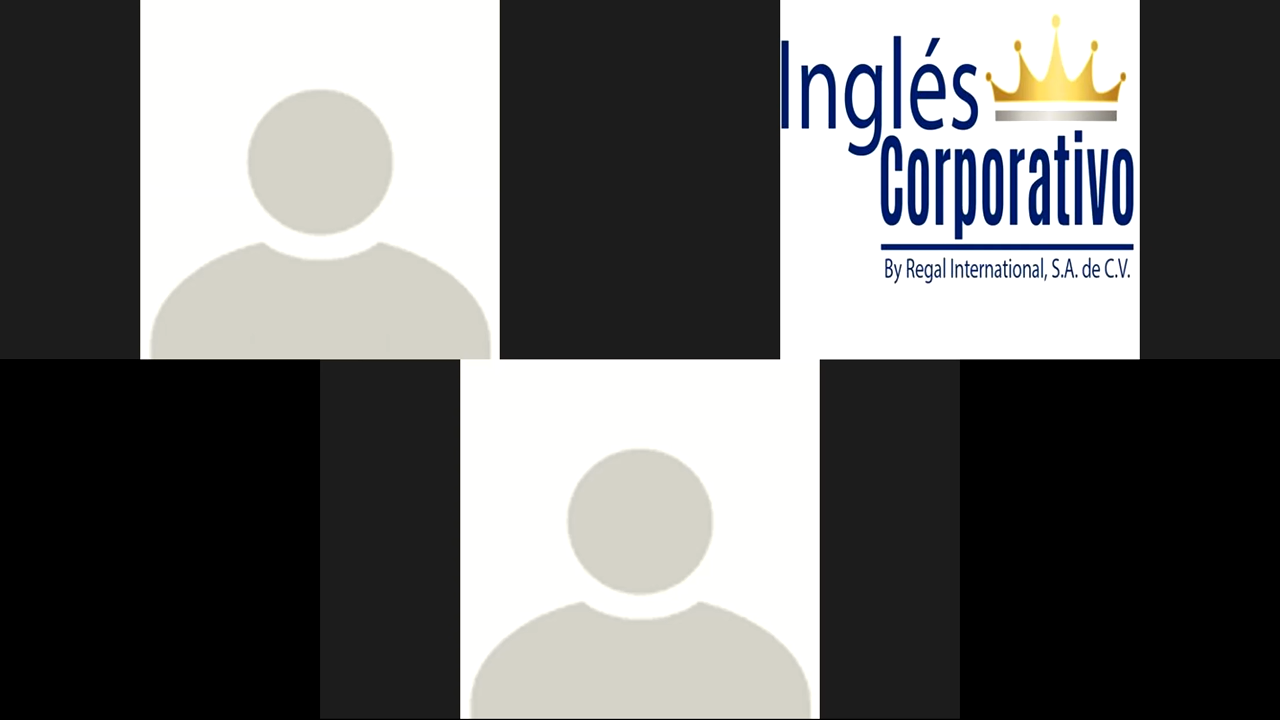 Inglés
Corporativo
By Regal International, S.A. de C.V.